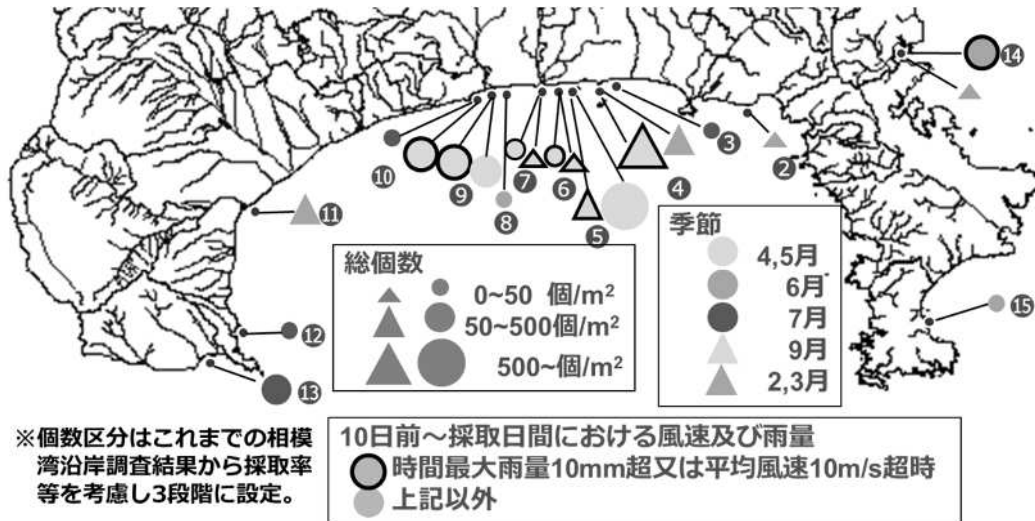 ⑭
③
②
⑩
⑨
⑦
⑥
④
⑧
⑤
⑪
⑮
⑫
⑬
総個数
0~50 個/m²
50~500個/m²
500~個/m²
季節
4,5月
6月
7月
9月
2,3月
※個数区分はこれまでの相模
湾沿岸調査結果から採取率
等を考慮し3段階に設定。
10日前～採取日間における風速及び雨量
時間最大雨量10mm超又は平均風速10m/s超時
上記以外